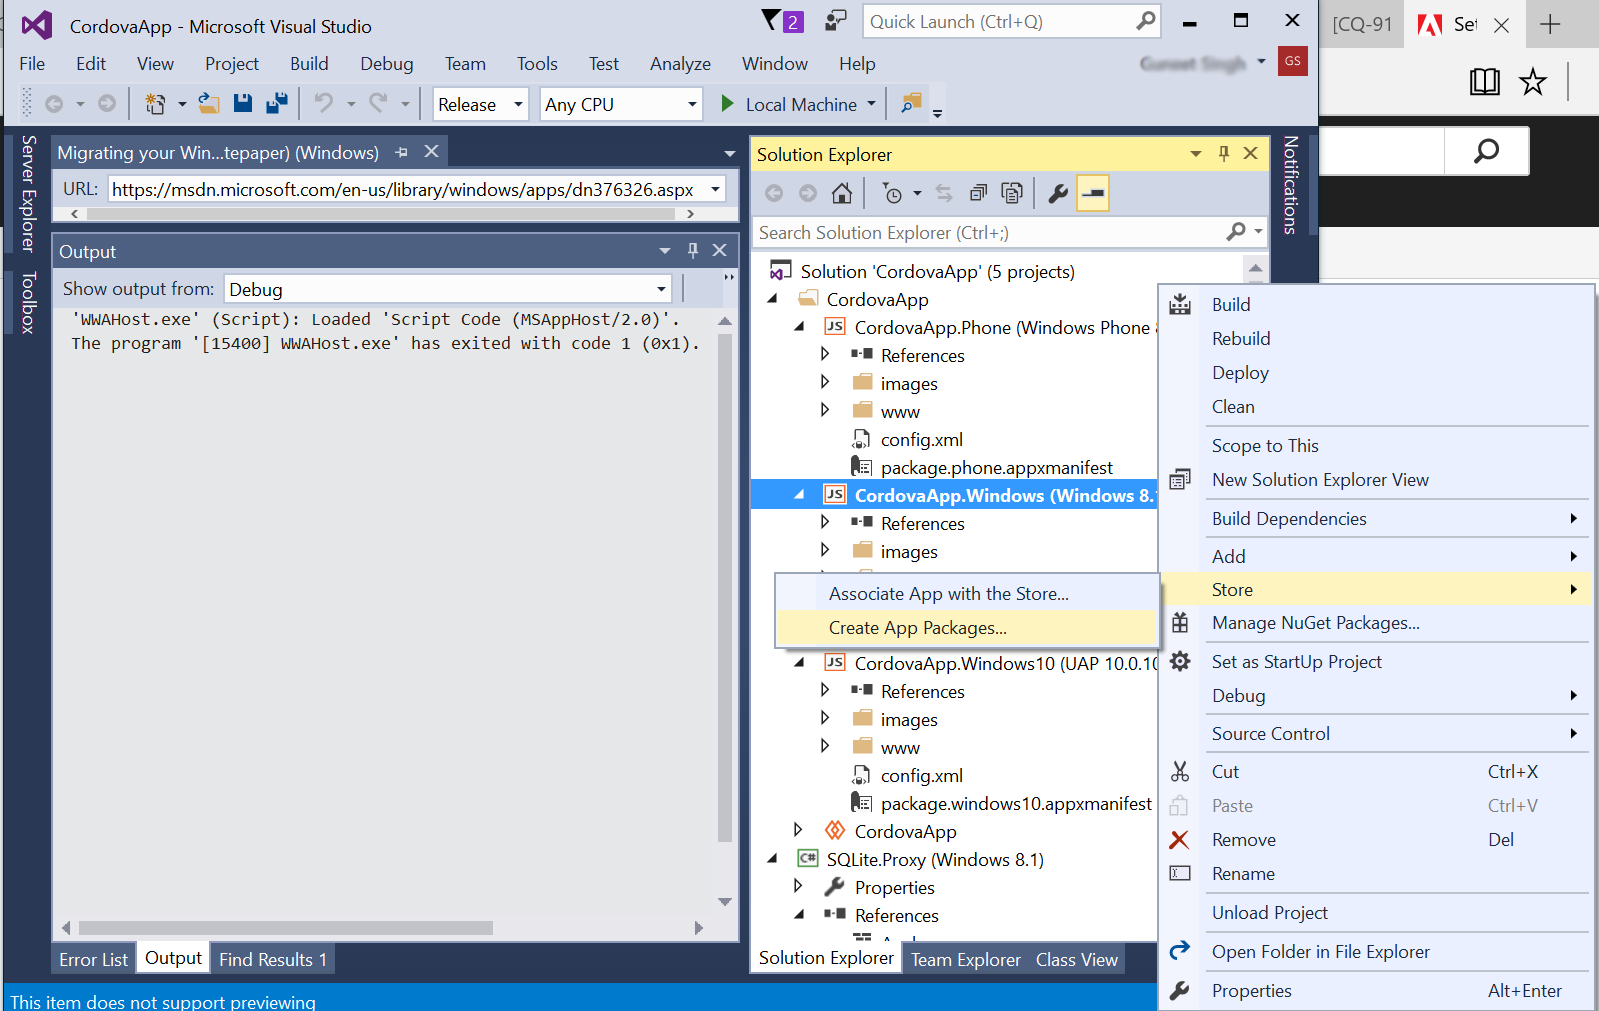 CordovaApp - Microsoft Visual Studio
2
Quick Launch (Ctrl+Q)
[CQ-91
Set
File Edit View Project Build Debug Team Tools Test Analyze Window Help
GS
Release Any CPU Local Machine
Server Explorer
Toolbox
Migrating your Win...tepaper) (Windows)
URL: https://msdn.microsoft.com/en-us/library/windows/apps/dn376326.aspx
Output
Show output from: Debug
'WWAHost.exe' (Script): Loaded 'Script Code (MSAppHost/2.0)'.
The program '[15400] WWAHost.exe' has exited with code 1 (0x1).
Error List Output Find Results 1
Solution Explorer
Search Solution Explorer (Ctrl+;)
Solution 'CordovaApp' (5 projects)
CordovaApp
JS CordovaApp.Phone (Windows Phone 8
References
images
www
config.xml
package.phone.appxmanifest
JS CordovaApp.Windows (Windows 8.1
References
images
Associate App with the Store...
Create App Packages...
JS CordovaApp.Windows10 (UAP 10.0.10
References
images
www
config.xml
package.windows10.appxmanifest
CordovaApp
C# SQLite.Proxy (Windows 8.1)
Properties
References
Solution Explorer Team Explorer Class View
Notifications
Build
Rebuild
Deploy
Clean
Scope to This
New Solution Explorer View
Build Dependencies
Add
Store
Manage NuGet Packages...
Set as StartUp Project
Debug
Source Control
Cut Ctrl+X
Paste Ctrl+V
Remove Del
Rename
Unload Project
Open Folder in File Explorer
Properties Alt+Enter
This item does not support previewing